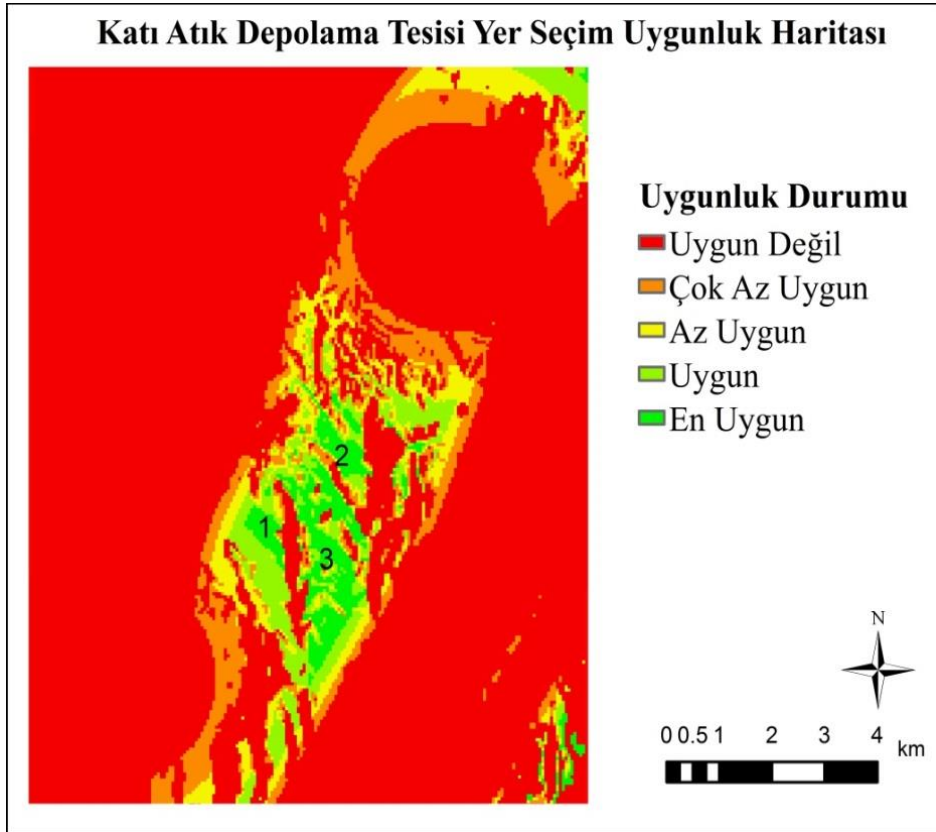 Katı Atık Depolama Tesisi Yer Seçim Uygunluk Haritası
Uygunluk Durumu
Uygun Değil
Çok Az Uygun
Az Uygun
Uygun
En Uygun
2
1
3
N
0 0.5 1 2 3 4
km